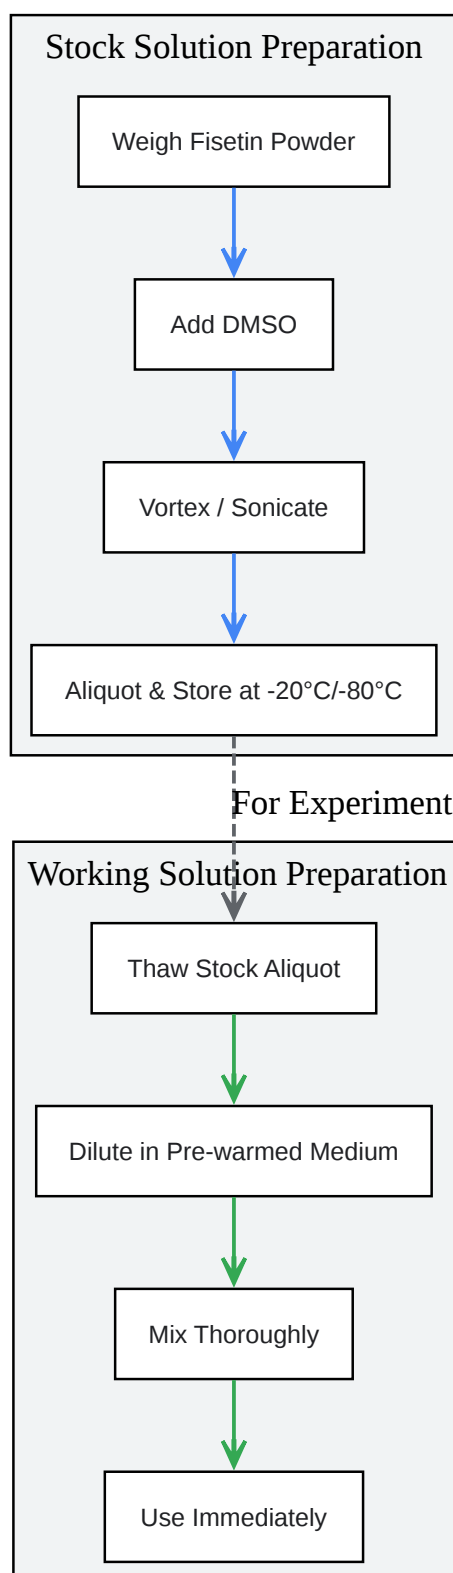 Stock Solution Preparation
Weigh Fisetin Powder
Add DMSO
Vortex / Sonicate
Aliquot & Store at -20°C/-80°C
For Experiment
Working Solution Preparation
Thaw Stock Aliquot
Dilute in Pre-warmed Medium
Mix Thoroughly
Use Immediately